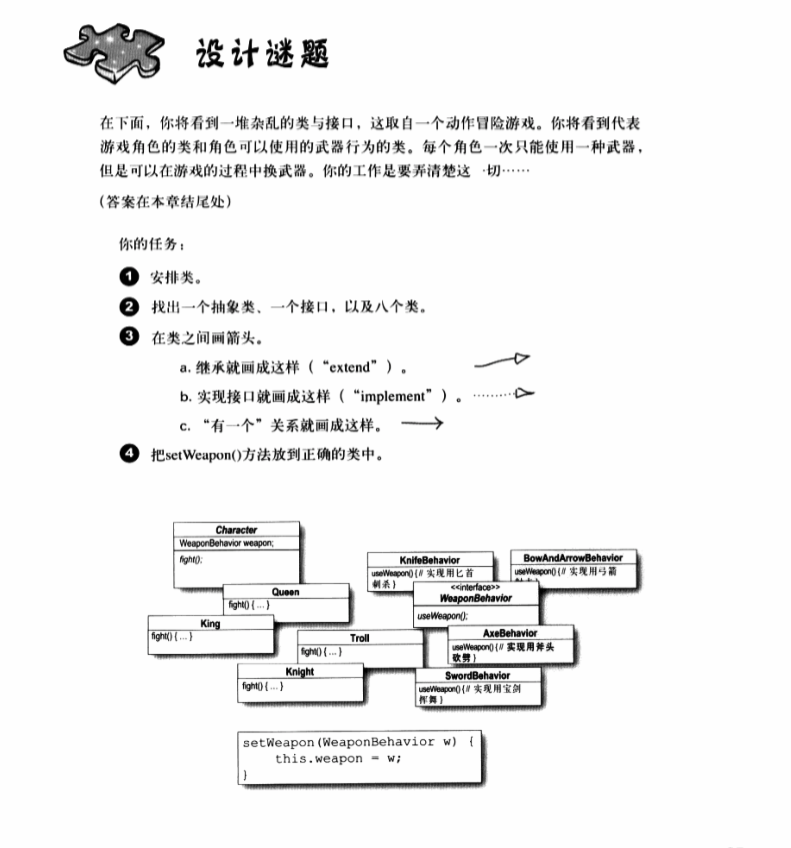 设计谜题
在下面，你将看到一堆杂乱的类与接口，这取自一个动作冒险游戏。你将看到代表
游戏角色的类和角色可以使用的武器行为的类。每个角色一次只能使用一种武器，
但是可以在游戏的过程中换武器。你的工作是要弄清楚这一切……
（答案在本章结尾处）
你的任务：
1 安排类。
2 找出一个抽象类、一个接口，以及八个类。
3 在类之间画箭头。
a. 继承就画成这样（“extend”）。
b. 实现接口就画成这样（“implement”）。
c. “有一个”关系就画成这样。
4 把setWeapon()方法放到正确的类中。
Character
WeaponBehavior weapon;
fight();
Queen
fight() { ... }
King
fight() { ... }
Troll
fight() { ... }
Knight
fight() { ... }
KnifeBehavior
useWeapon() { // 实现用匕首
刺杀 }
BowAndArrowBehavior
useWeapon() { // 实现用弓箭
<<interface>>
WeaponBehavior
useWeapon();
AxeBehavior
useWeapon() { // 实现用斧头
砍劈 }
SwordBehavior
useWeapon() { // 实现用宝剑
挥舞 }
setWeapon(WeaponBehavior w) {
this.weapon = w;
}